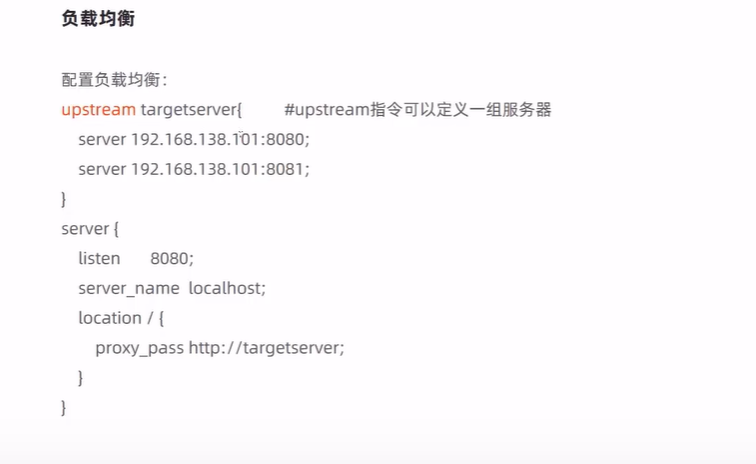 负载均衡
配置负载均衡：
upstream targetserver{ #upstream指令可以定义一组服务器
server 192.168.138.101:8080;
server 192.168.138.101:8081;
}
server {
listen 8080;
server_name localhost;
location / {
proxy_pass http://targetserver;
}
}